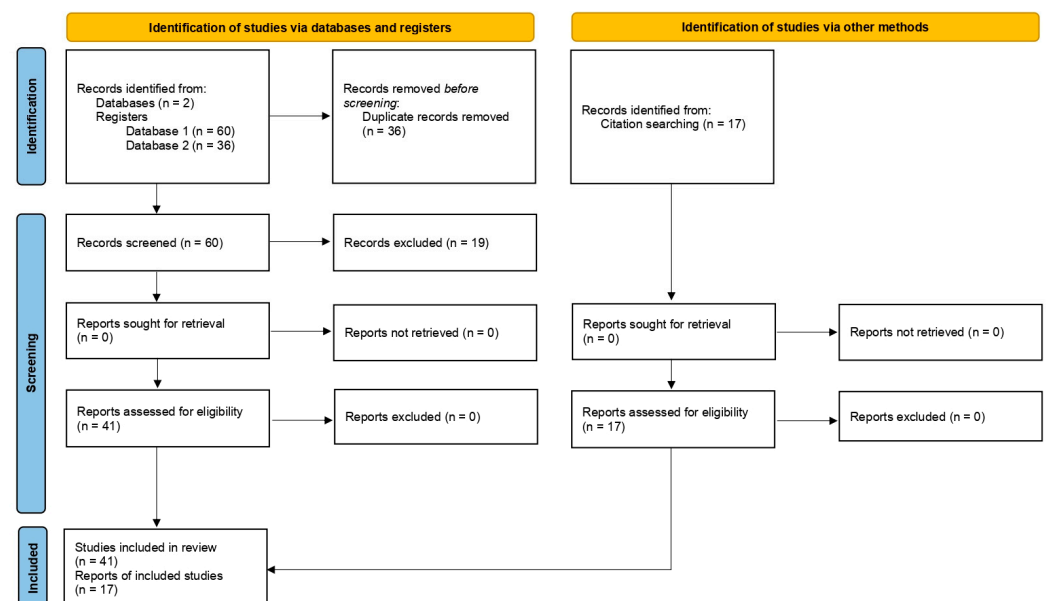 Identification of studies via databases and registers
Identification of studies via other methods
Identification
Records identified from:
Databases (n = 2)
Registers
Database 1 (n = 60)
Database 2 (n = 36)
Records removed before
screening:
Duplicate records removed
(n = 36)
Records identified from:
Citation searching (n = 17)
Screening
Records screened (n = 60)
Records excluded (n = 19)
Reports sought for retrieval
(n = 0)
Reports not retrieved (n = 0)
Reports sought for retrieval
(n = 0)
Reports not retrieved (n = 0)
Reports assessed for eligibility
(n = 41)
Reports excluded (n = 0)
Reports assessed for eligibility
(n = 17)
Reports excluded (n = 0)
Included
Studies included in review
(n = 41)
Reports of included studies
(n = 17)